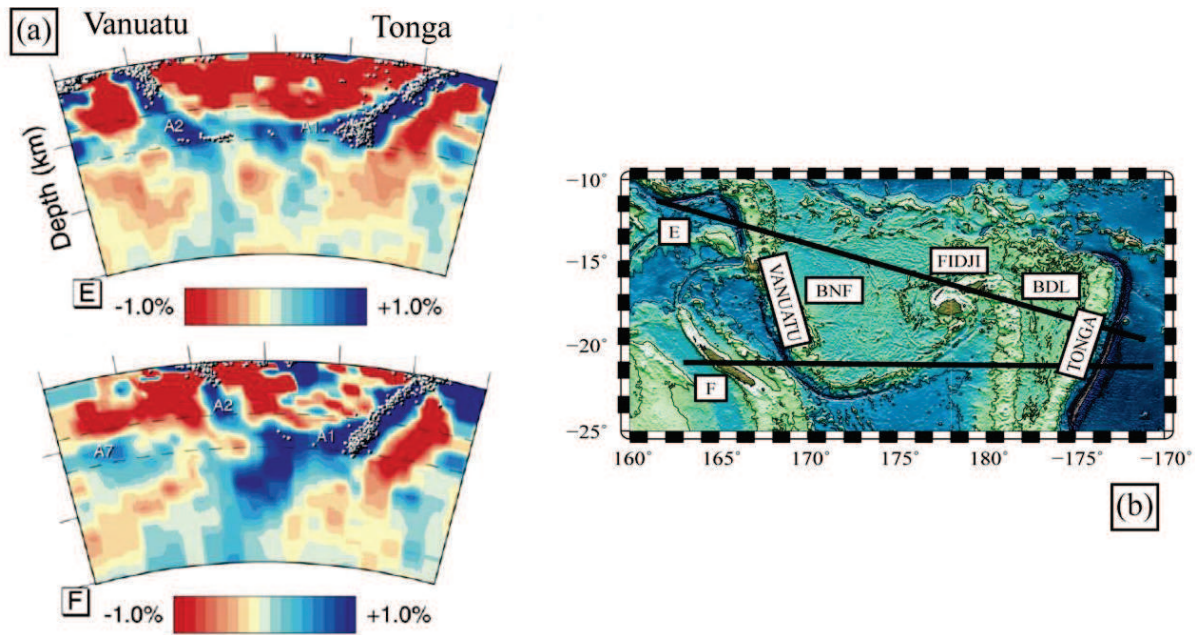 (a)
Vanuatu Tonga
A2 A1
Depth (km)
E
-1.0% +1.0%
A2
A1
A7
F
-1.0% +1.0%
−10°
−15°
−20°
−25°
E
FIDJI
VANUATU
BNF
BDL
TONGA
F
160° 165° 170° 175° 180° −175° −170°
(b)